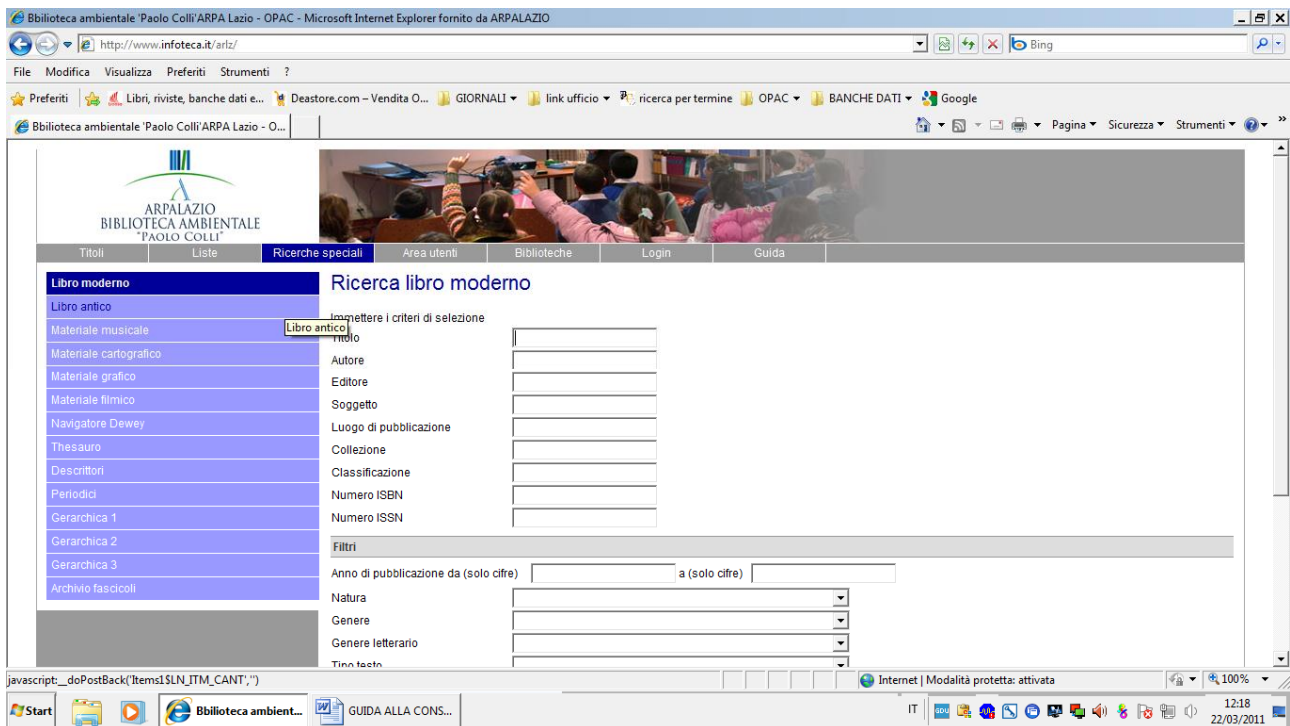 Bbilioteca ambientale 'Paolo Colli'ARPA Lazio - OPAC - Microsoft Internet Explorer fornito da ARPALAZIO
http://www.infoteca.it/arlz/
Bing
File Modifica Visualizza Preferiti Strumenti ?
Preferiti Libri, riviste, banche dati e... Deastore.com – Vendita O... GIORNALI link ufficio ricerca per termine OPAC BANCHE DATI Google
Bbilioteca ambientale 'Paolo Colli'ARPA Lazio - O... Pagina Sicurezza Strumenti »
ARPALAZIO
BIBLIOTECA AMBIENTALE
"PAOLO COLLI"
Titoli Liste Ricerche speciali Area utenti Biblioteche Login Guida
Libro moderno
Libro antico
Materiale musicale
Materiale cartografico
Materiale grafico
Materiale filmico
Navigatore Dewey
Thesauro
Descrittori
Periodici
Gerarchica 1
Gerarchica 2
Gerarchica 3
Archivio fascicoli
Libro antico
Ricerca libro moderno
Immettere i criteri di selezione
Titolo
Autore
Editore
Soggetto
Luogo di pubblicazione
Collezione
Classificazione
Numero ISBN
Numero ISSN
Filtri
Anno di pubblicazione da (solo cifre) a (solo cifre)
Natura
Genere
Genere letterario
Tipo testo
javascript:__doPostBack('Items1$LN_ITM_CANT','') Internet | Modalità protetta: attivata 100%
Start Bbilioteca ambient... GUIDA ALLA CONS... IT GDU 12:18
22/03/2011